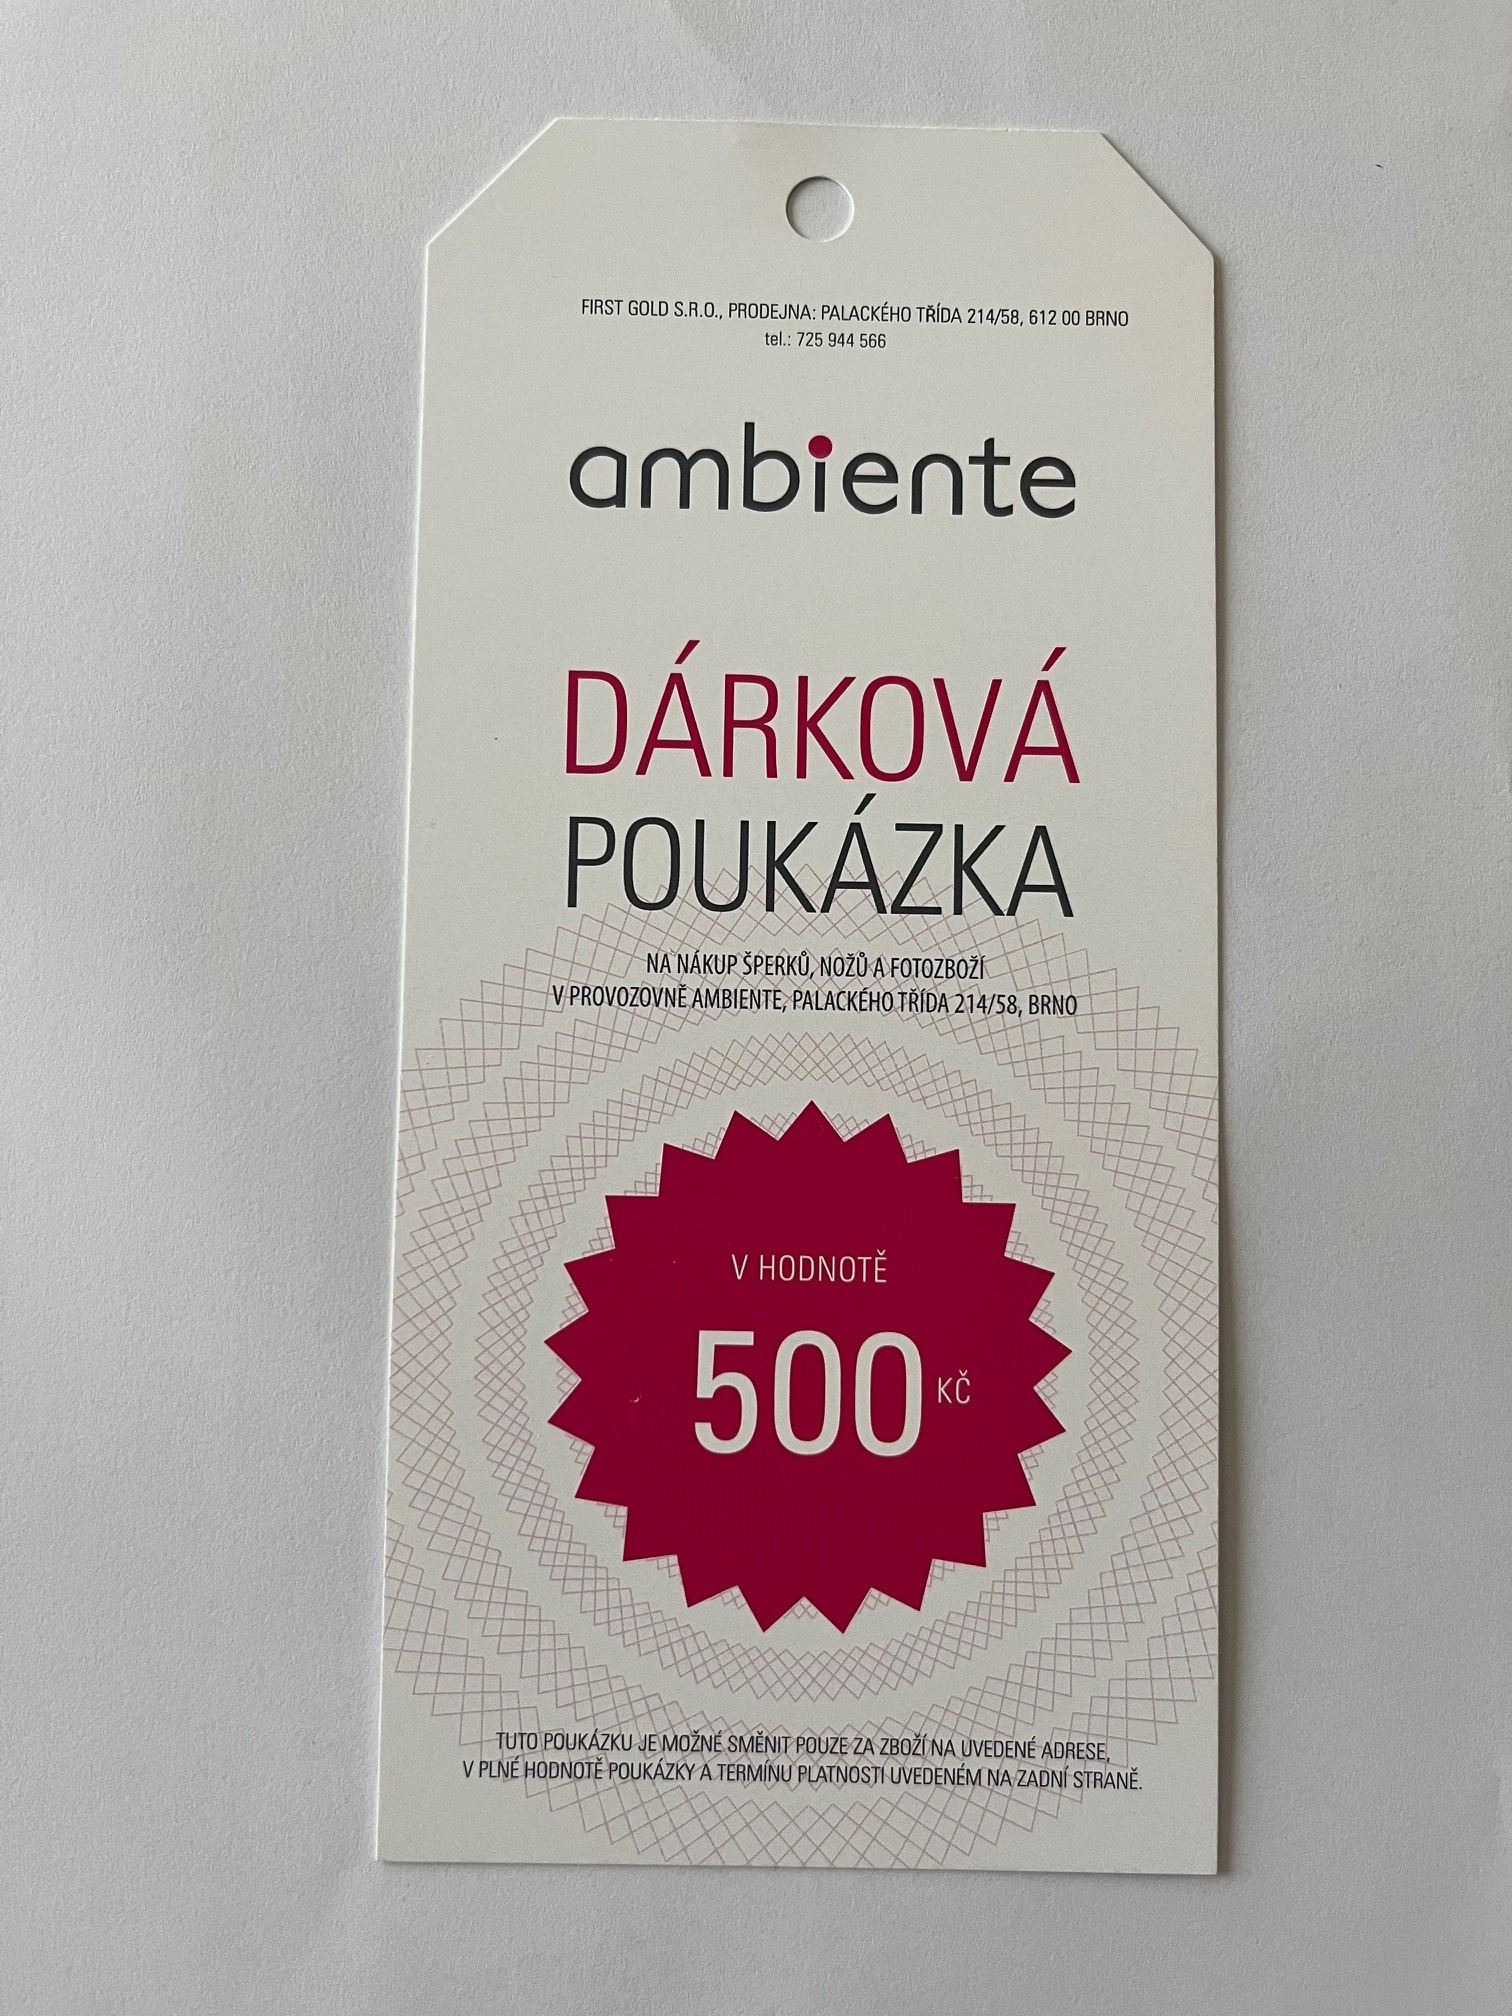 FIRST GOLD S.R.O., PRODEJNA: PALACKÉHO TŘÍDA 214/58, 612 00 BRNO
tel.: 725 944 566
ambiente
DÁRKOVÁ
POUKÁZKA
NA NÁKUP ŠPERKŮ, NOŽŮ A FOTOZBOŽÍ
V PROVOZOVNĚ AMBIENTE, PALACKÉHO TŘÍDA 214/58, BRNO
V HODNOTĚ
500 KČ
TUTO POUKÁZKU JE MOŽNÉ SMĚNIT POUZE ZA ZBOŽÍ NA UVEDENÉ ADRESE,
V PLNÉ HODNOTĚ POUKÁZKY A TERMÍNU PLATNOSTI UVEDENÉM NA ZADNÍ STRANĚ.